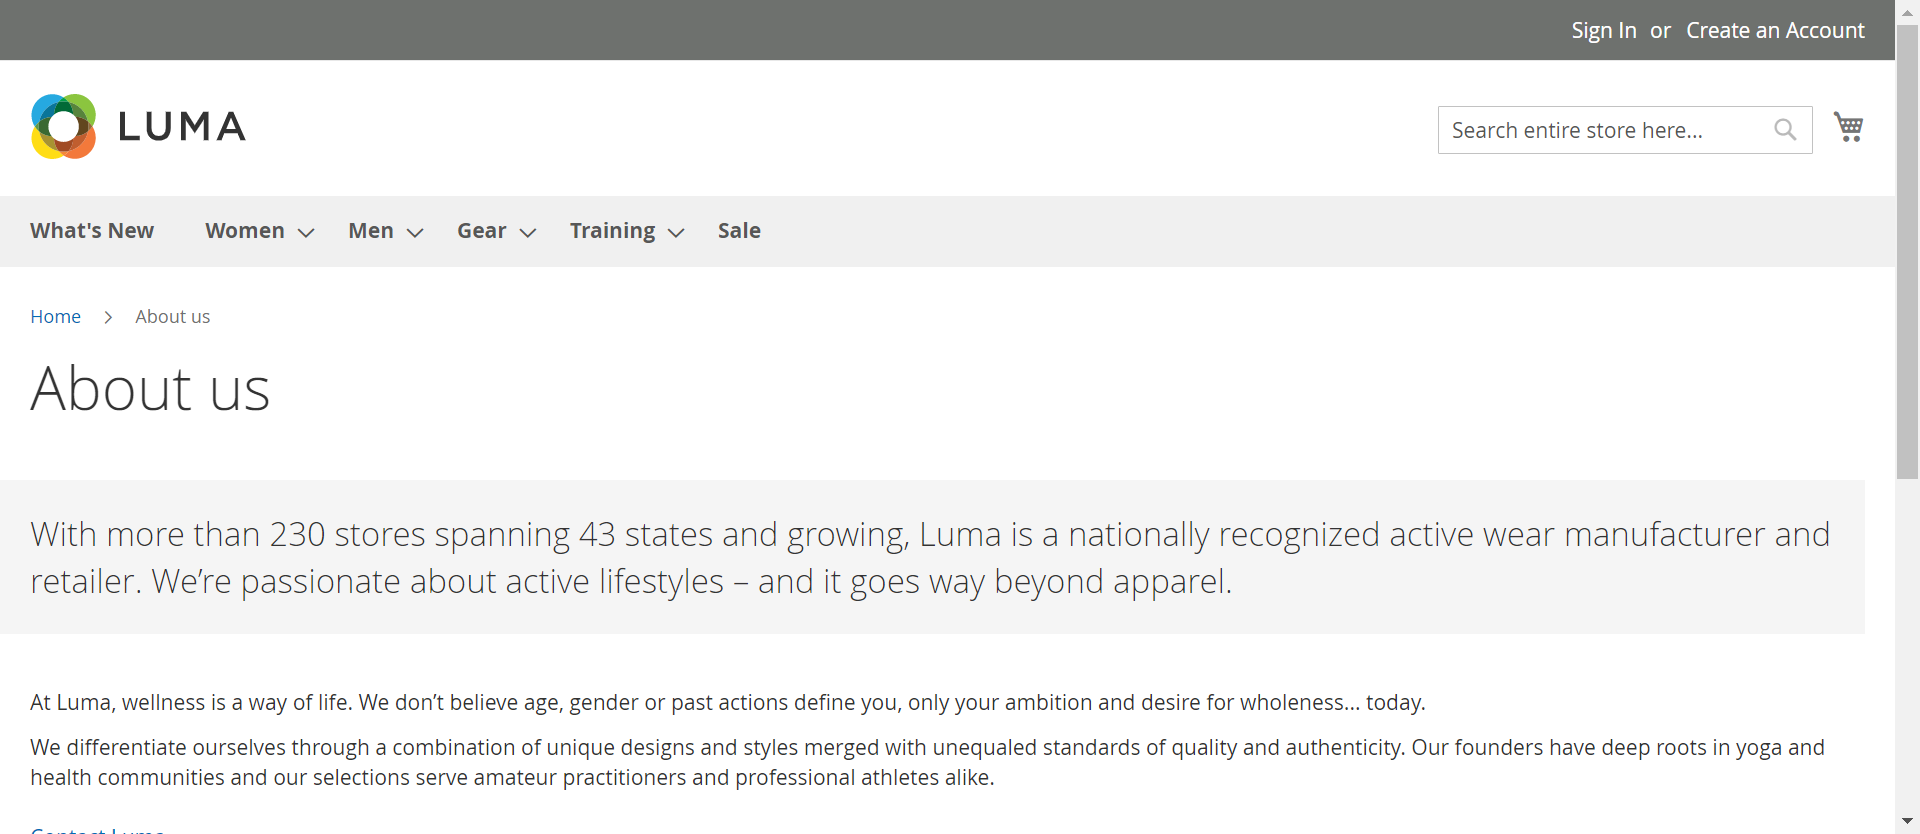 Sign In or Create an Account
LUMA
Search entire store here...
What's New Women Men Gear Training Sale
Home About us
About us
With more than 230 stores spanning 43 states and growing, Luma is a nationally recognized active wear manufacturer and
retailer. We’re passionate about active lifestyles – and it goes way beyond apparel.
At Luma, wellness is a way of life. We don’t believe age, gender or past actions define you, only your ambition and desire for wholeness... today.
We differentiate ourselves through a combination of unique designs and styles merged with unequaled standards of quality and authenticity. Our founders have deep roots in yoga and
health communities and our selections serve amateur practitioners and professional athletes alike.
Contact Luma